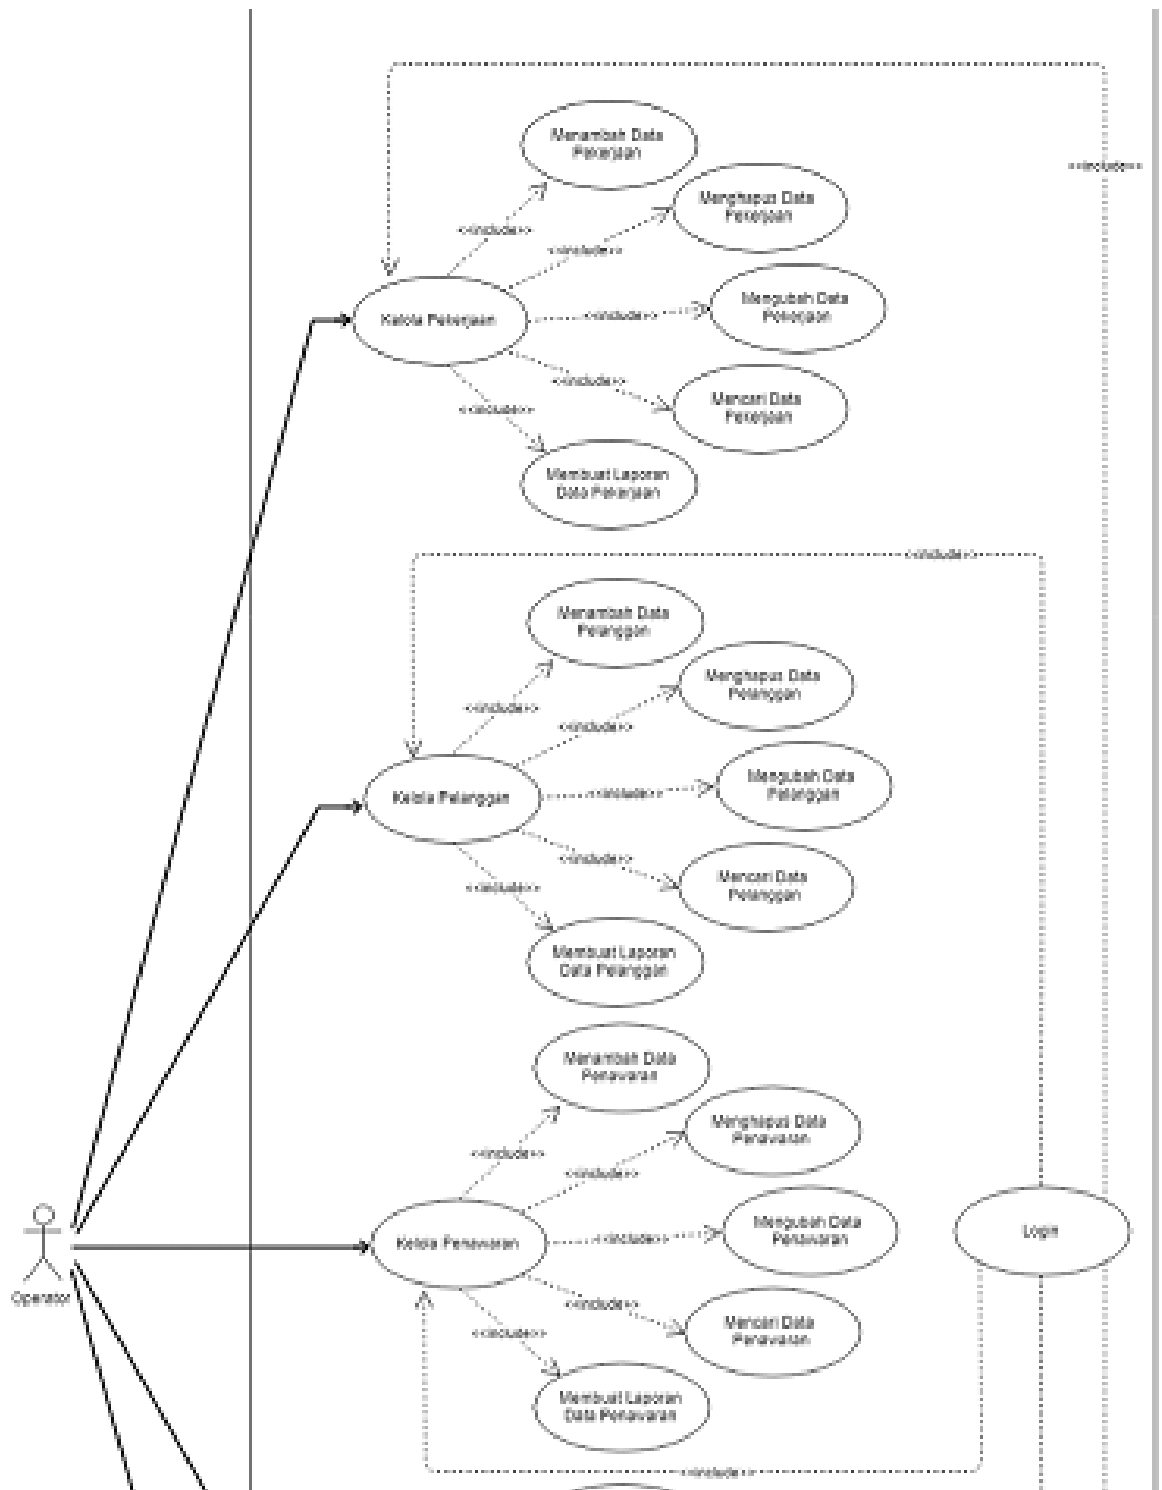 Menambah Data
Pekerjaan
<<include>>
Menghapus Data
Pekerjaan
<<include>>
<<include>>
Mengubah Data
Pekerjaan
<<include>>
Kelola Pekerjaan
<<include>>
Mencari Data
Pekerjaan
<<include>>
Membuat Laporan
Data Pekerjaan
<<include>>
Menambah Data
Pelanggan
Menghapus Data
Pelanggan
<<include>>
<<include>>
Mengubah Data
Pelanggan
<<include>>
Kelola Pelanggan
<<include>>
Mencari Data
Pelanggan
<<include>>
Membuat Laporan
Data Pelanggan
Menambah Data
Penawaran
Menghapus Data
Penawaran
<<include>>
<<include>>
Mengubah Data
Penawaran
<<include>>
Kelola Penawaran
Login
Operator
<<include>>
Mencari Data
Penawaran
<<include>>
Membuat Laporan
Data Penawaran
<<include>>